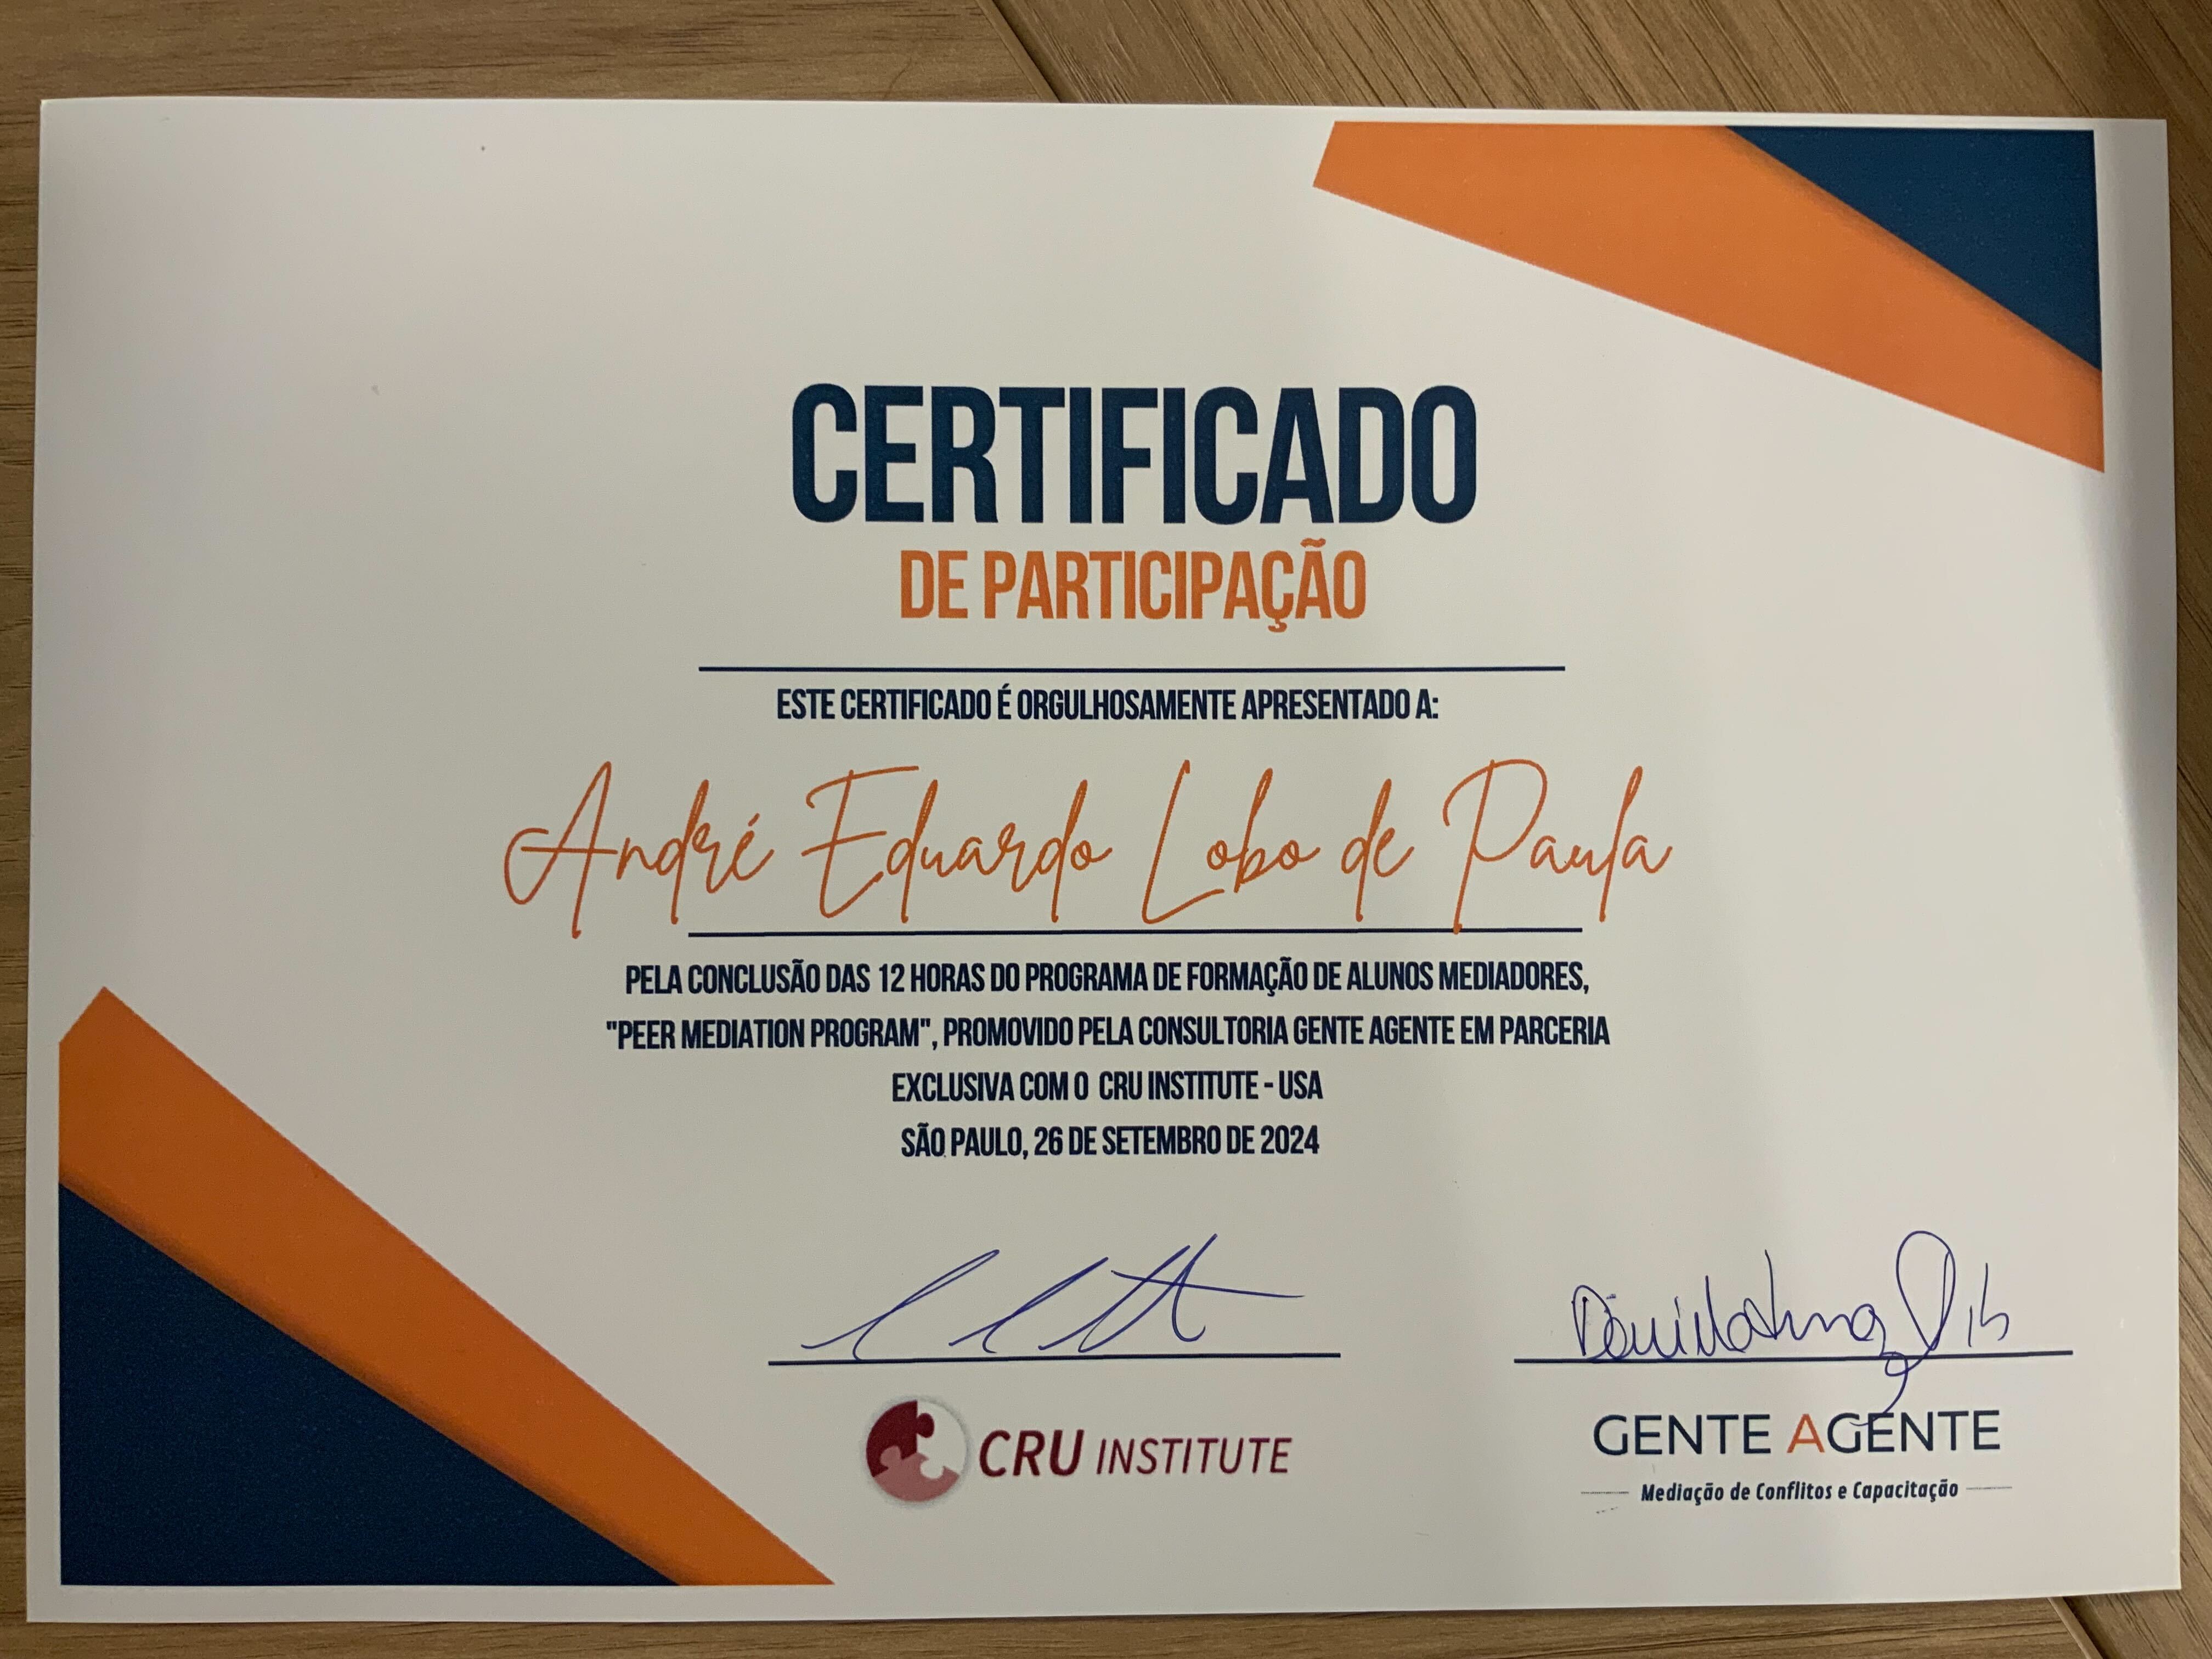 CERTIFICADO
DE PARTICIPAÇÃO
ESTE CERTIFICADO É ORGULHOSAMENTE APRESENTADO A:
André Eduardo Lobo de Paula
PELA CONCLUSÃO DAS 12 HORAS DO PROGRAMA DE FORMAÇÃO DE ALUNOS MEDIADORES,
"PEER MEDIATION PROGRAM", PROMOVIDO PELA CONSULTORIA GENTE AGENTE EM PARCERIA
EXCLUSIVA COM O CRU INSTITUTE - USA
SÃO PAULO, 26 DE SETEMBRO DE 2024
CRU INSTITUTE
GENTE AGENTE
Mediação de Conflitos e Capacitação